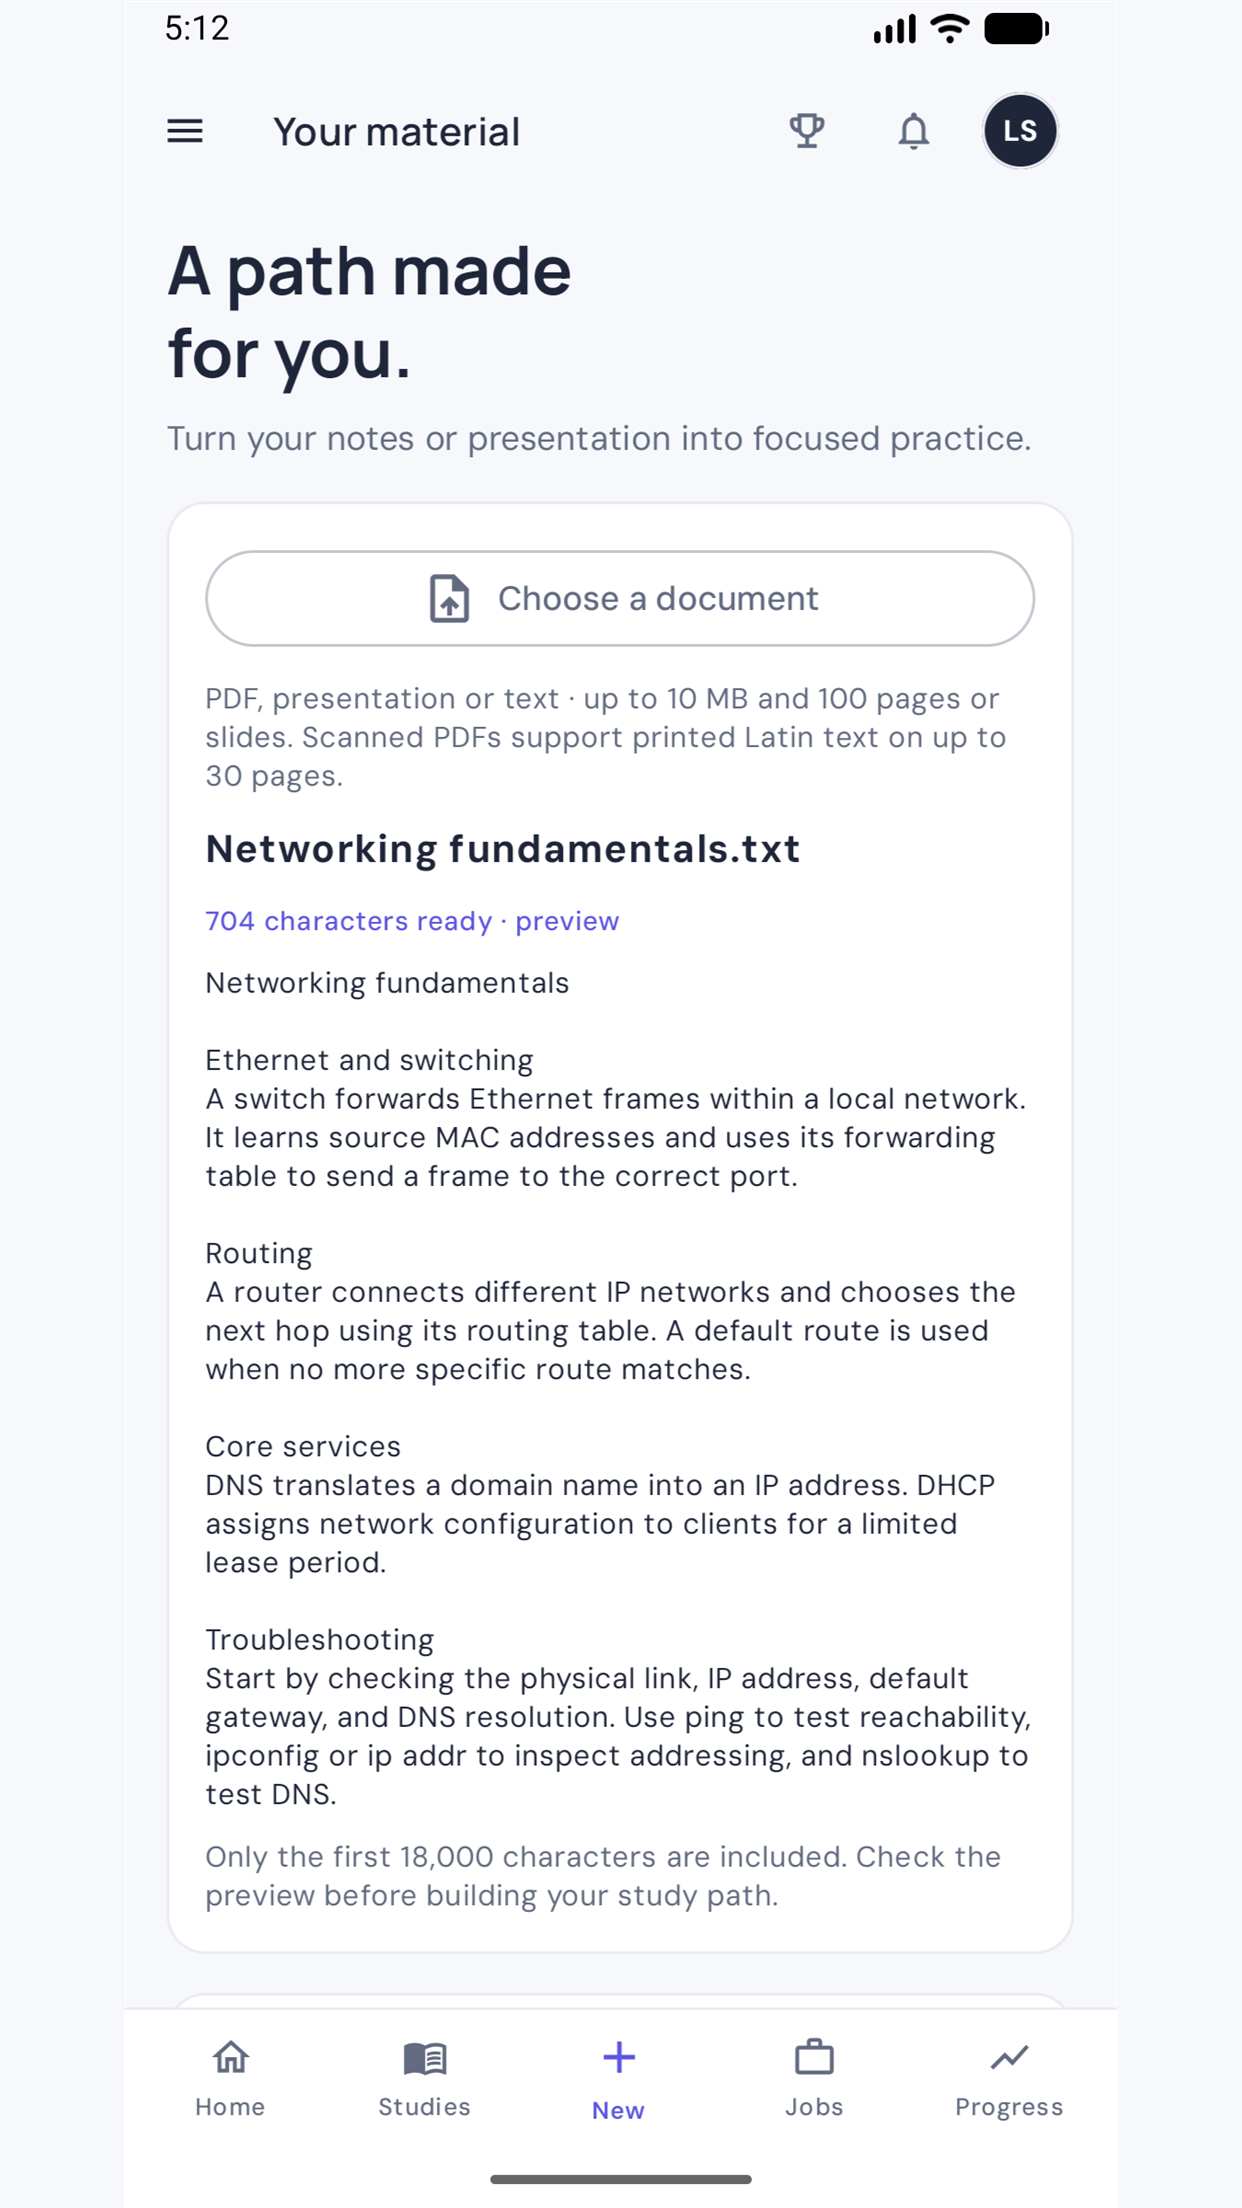 5:12
Your material
LS
A path made
for you.
Turn your notes or presentation into focused practice.
Choose a document
PDF, presentation or text · up to 10 MB and 100 pages or
slides. Scanned PDFs support printed Latin text on up to
30 pages.
Networking fundamentals.txt
704 characters ready · preview
Networking fundamentals
Ethernet and switching
A switch forwards Ethernet frames within a local network.
It learns source MAC addresses and uses its forwarding
table to send a frame to the correct port.
Routing
A router connects different IP networks and chooses the
next hop using its routing table. A default route is used
when no more specific route matches.
Core services
DNS translates a domain name into an IP address. DHCP
assigns network configuration to clients for a limited
lease period.
Troubleshooting
Start by checking the physical link, IP address, default
gateway, and DNS resolution. Use ping to test reachability,
ipconfig or ip addr to inspect addressing, and nslookup to
test DNS.
Only the first 18,000 characters are included. Check the
preview before building your study path.
Home
Studies
New
Jobs
Progress